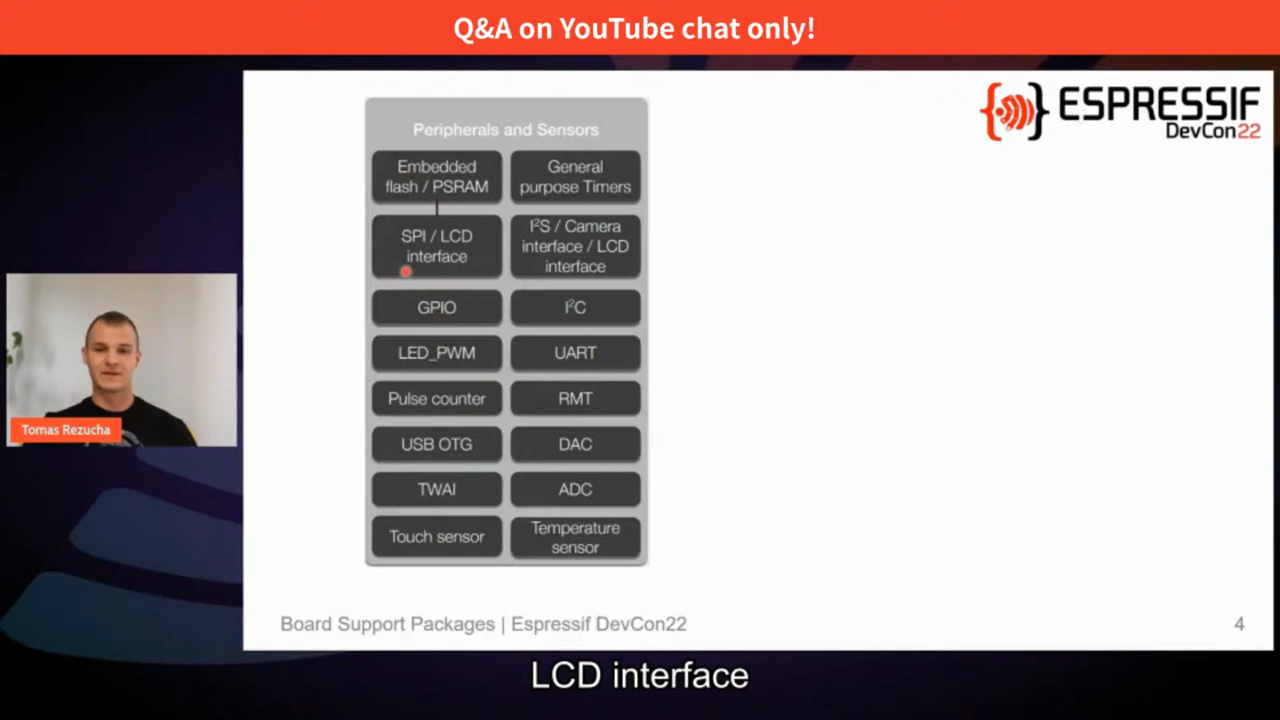 Q&A on YouTube chat only!
{ } ESPRESSIF
DevCon22
Peripherals and Sensors
Embedded
flash / PSRAM
General
purpose Timers
SPI / LCD
interface
I²S / Camera
interface / LCD
interface
GPIO
I²C
LED_PWM
UART
Pulse counter
RMT
USB OTG
DAC
TWAI
ADC
Touch sensor
Temperature
sensor
Tomas Rezucha
Board Support Packages | Espressif DevCon22
4
LCD interface